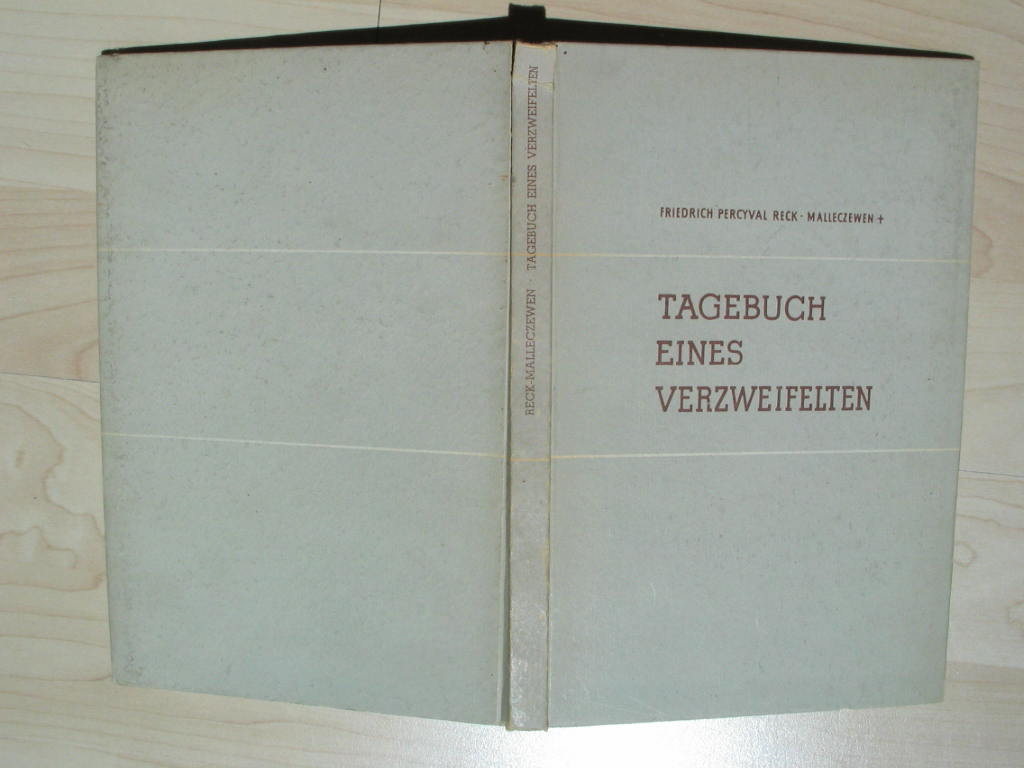 RECK-MALLECZEWEN · TAGEBUCH EINES VERZWEIFELTEN
FRIEDRICH PERCYVAL RECK - MALLECZEWEN +
TAGEBUCH
EINES
VERZWEIFELTEN